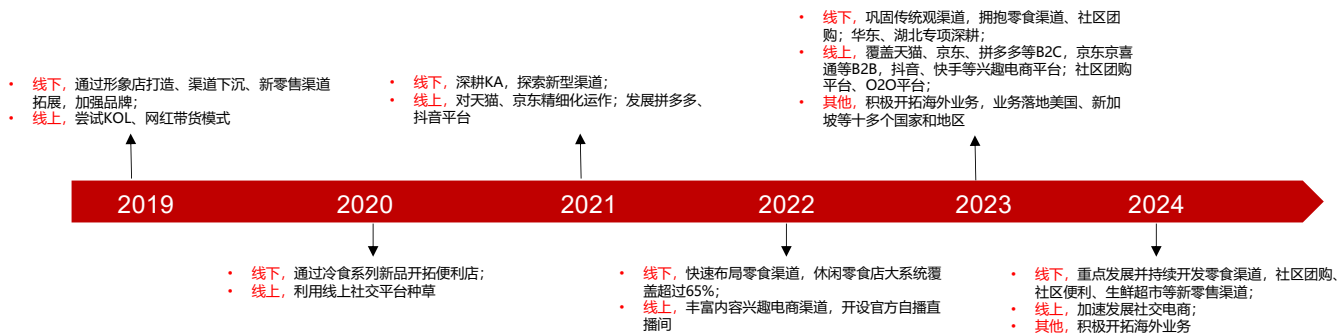 • 线下，通过形象店打造、渠道下沉、新零售渠道
拓展，加强品牌；
• 线上，尝试KOL、网红带货模式
• 线下，深耕KA，探索新型渠道；
• 线上，对天猫、京东精细化运作；发展拼多多、
抖音平台
• 线下，巩固传统观渠道，拥抱零食渠道、社区团
购；华东、湖北专项深耕；
• 线上，覆盖天猫、京东、拼多多等B2C，京东京喜
通等B2B，抖音、快手等兴趣电商平台；社区团购
平台、O2O平台；
• 其他，积极开拓海外业务，业务落地美国、新加
坡等十多个国家和地区
2019 2020 2021 2022 2023 2024
• 线下，通过冷食系列新品开拓便利店；
• 线上，利用线上社交平台种草
• 线下，快速布局零食渠道，休闲零食店大系统覆
盖超过65%;
• 线上，丰富内容兴趣电商渠道，开设官方自播直
播间
• 线下，重点发展并持续开发零食渠道，社区团购、
社区便利、生鲜超市等新零售渠道；
• 线上，加速发展社交电商；
• 其他，积极开拓海外业务